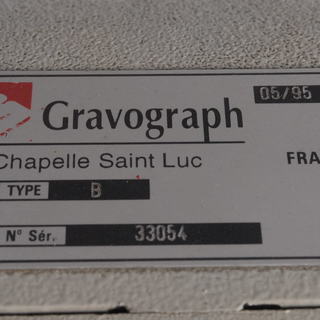 05/95
Gravograph
Chapelle Saint Luc FRA
TYPE B
N° Sér. 33054